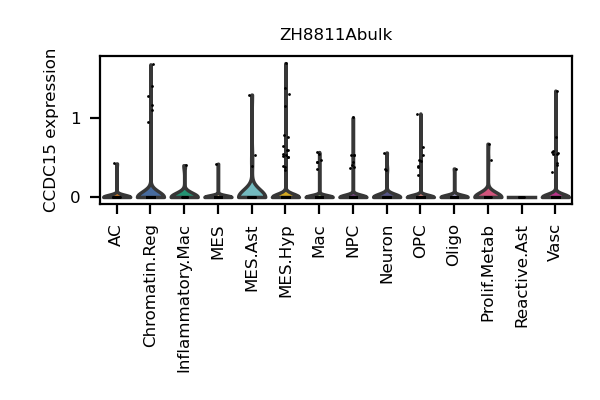 ZH8811Abulk
CCDC15 expression
1
0
AC
Chromatin.Reg
Inflammatory.Mac
MES
MES.Ast
MES.Hyp
Mac
NPC
Neuron
OPC
Oligo
Prolif.Metab
Reactive.Ast
Vasc